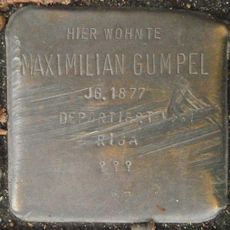 HIER WOHNTE
MAXIMILIAN GUMPEL
JG. 1877
DEPORTIERT
RIGA
???